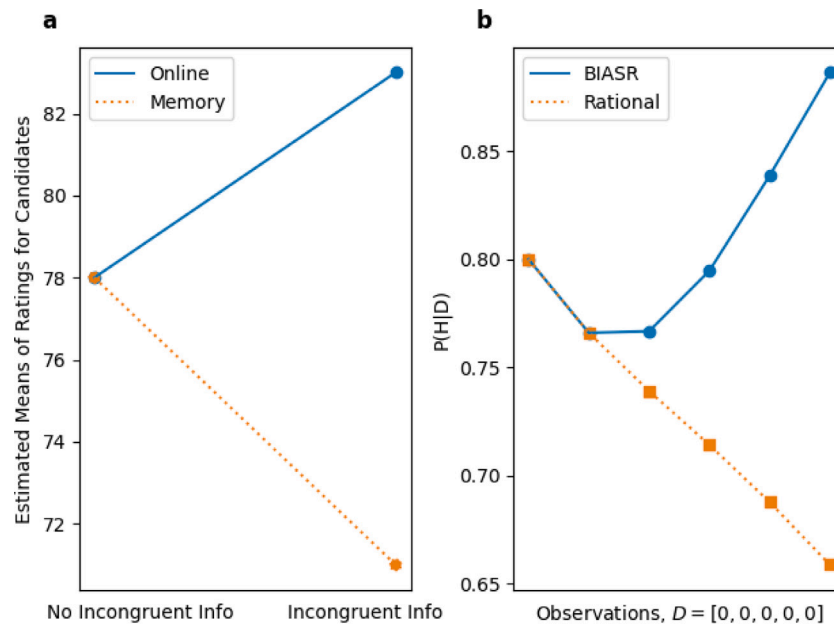 a
Online
Memory
Estimated Means of Ratings for Candidates
82
80
78
76
74
72
No Incongruent Info
Incongruent Info
b
BIASR
Rational
P(H|D)
0.85
0.80
0.75
0.70
0.65
Observations, D = [0, 0, 0, 0, 0]